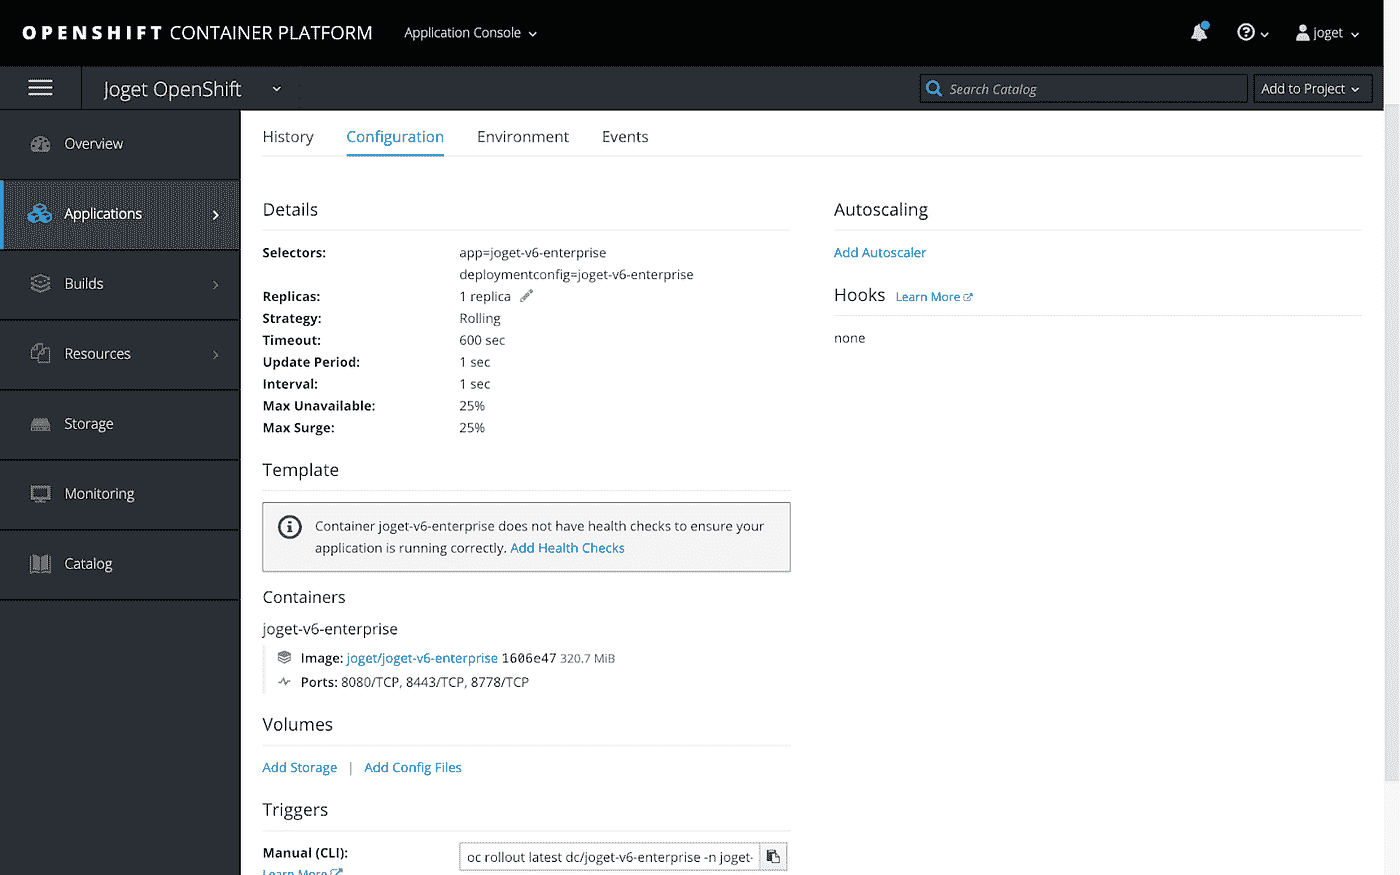 OPENSHIFT CONTAINER PLATFORM
Application Console
joget
Joget OpenShift
Search Catalog
Add to Project
Overview
Applications
Builds
Resources
Storage
Monitoring
Catalog
History
Configuration
Environment
Events
Details
Selectors:
app=joget-v6-enterprise
deploymentconfig=joget-v6-enterprise
Replicas:
1 replica
Strategy:
Rolling
Timeout:
600 sec
Update Period:
1 sec
Interval:
1 sec
Max Unavailable:
25%
Max Surge:
25%
Template
Container joget-v6-enterprise does not have health checks to ensure your
application is running correctly. Add Health Checks
Containers
joget-v6-enterprise
Image: joget/joget-v6-enterprise 1606e47 320.7 MiB
Ports: 8080/TCP, 8443/TCP, 8778/TCP
Volumes
Add Storage | Add Config Files
Triggers
Manual (CLI):
oc rollout latest dc/joget-v6-enterprise -n joget-
Learn More
Autoscaling
Add Autoscaler
Hooks Learn More
none